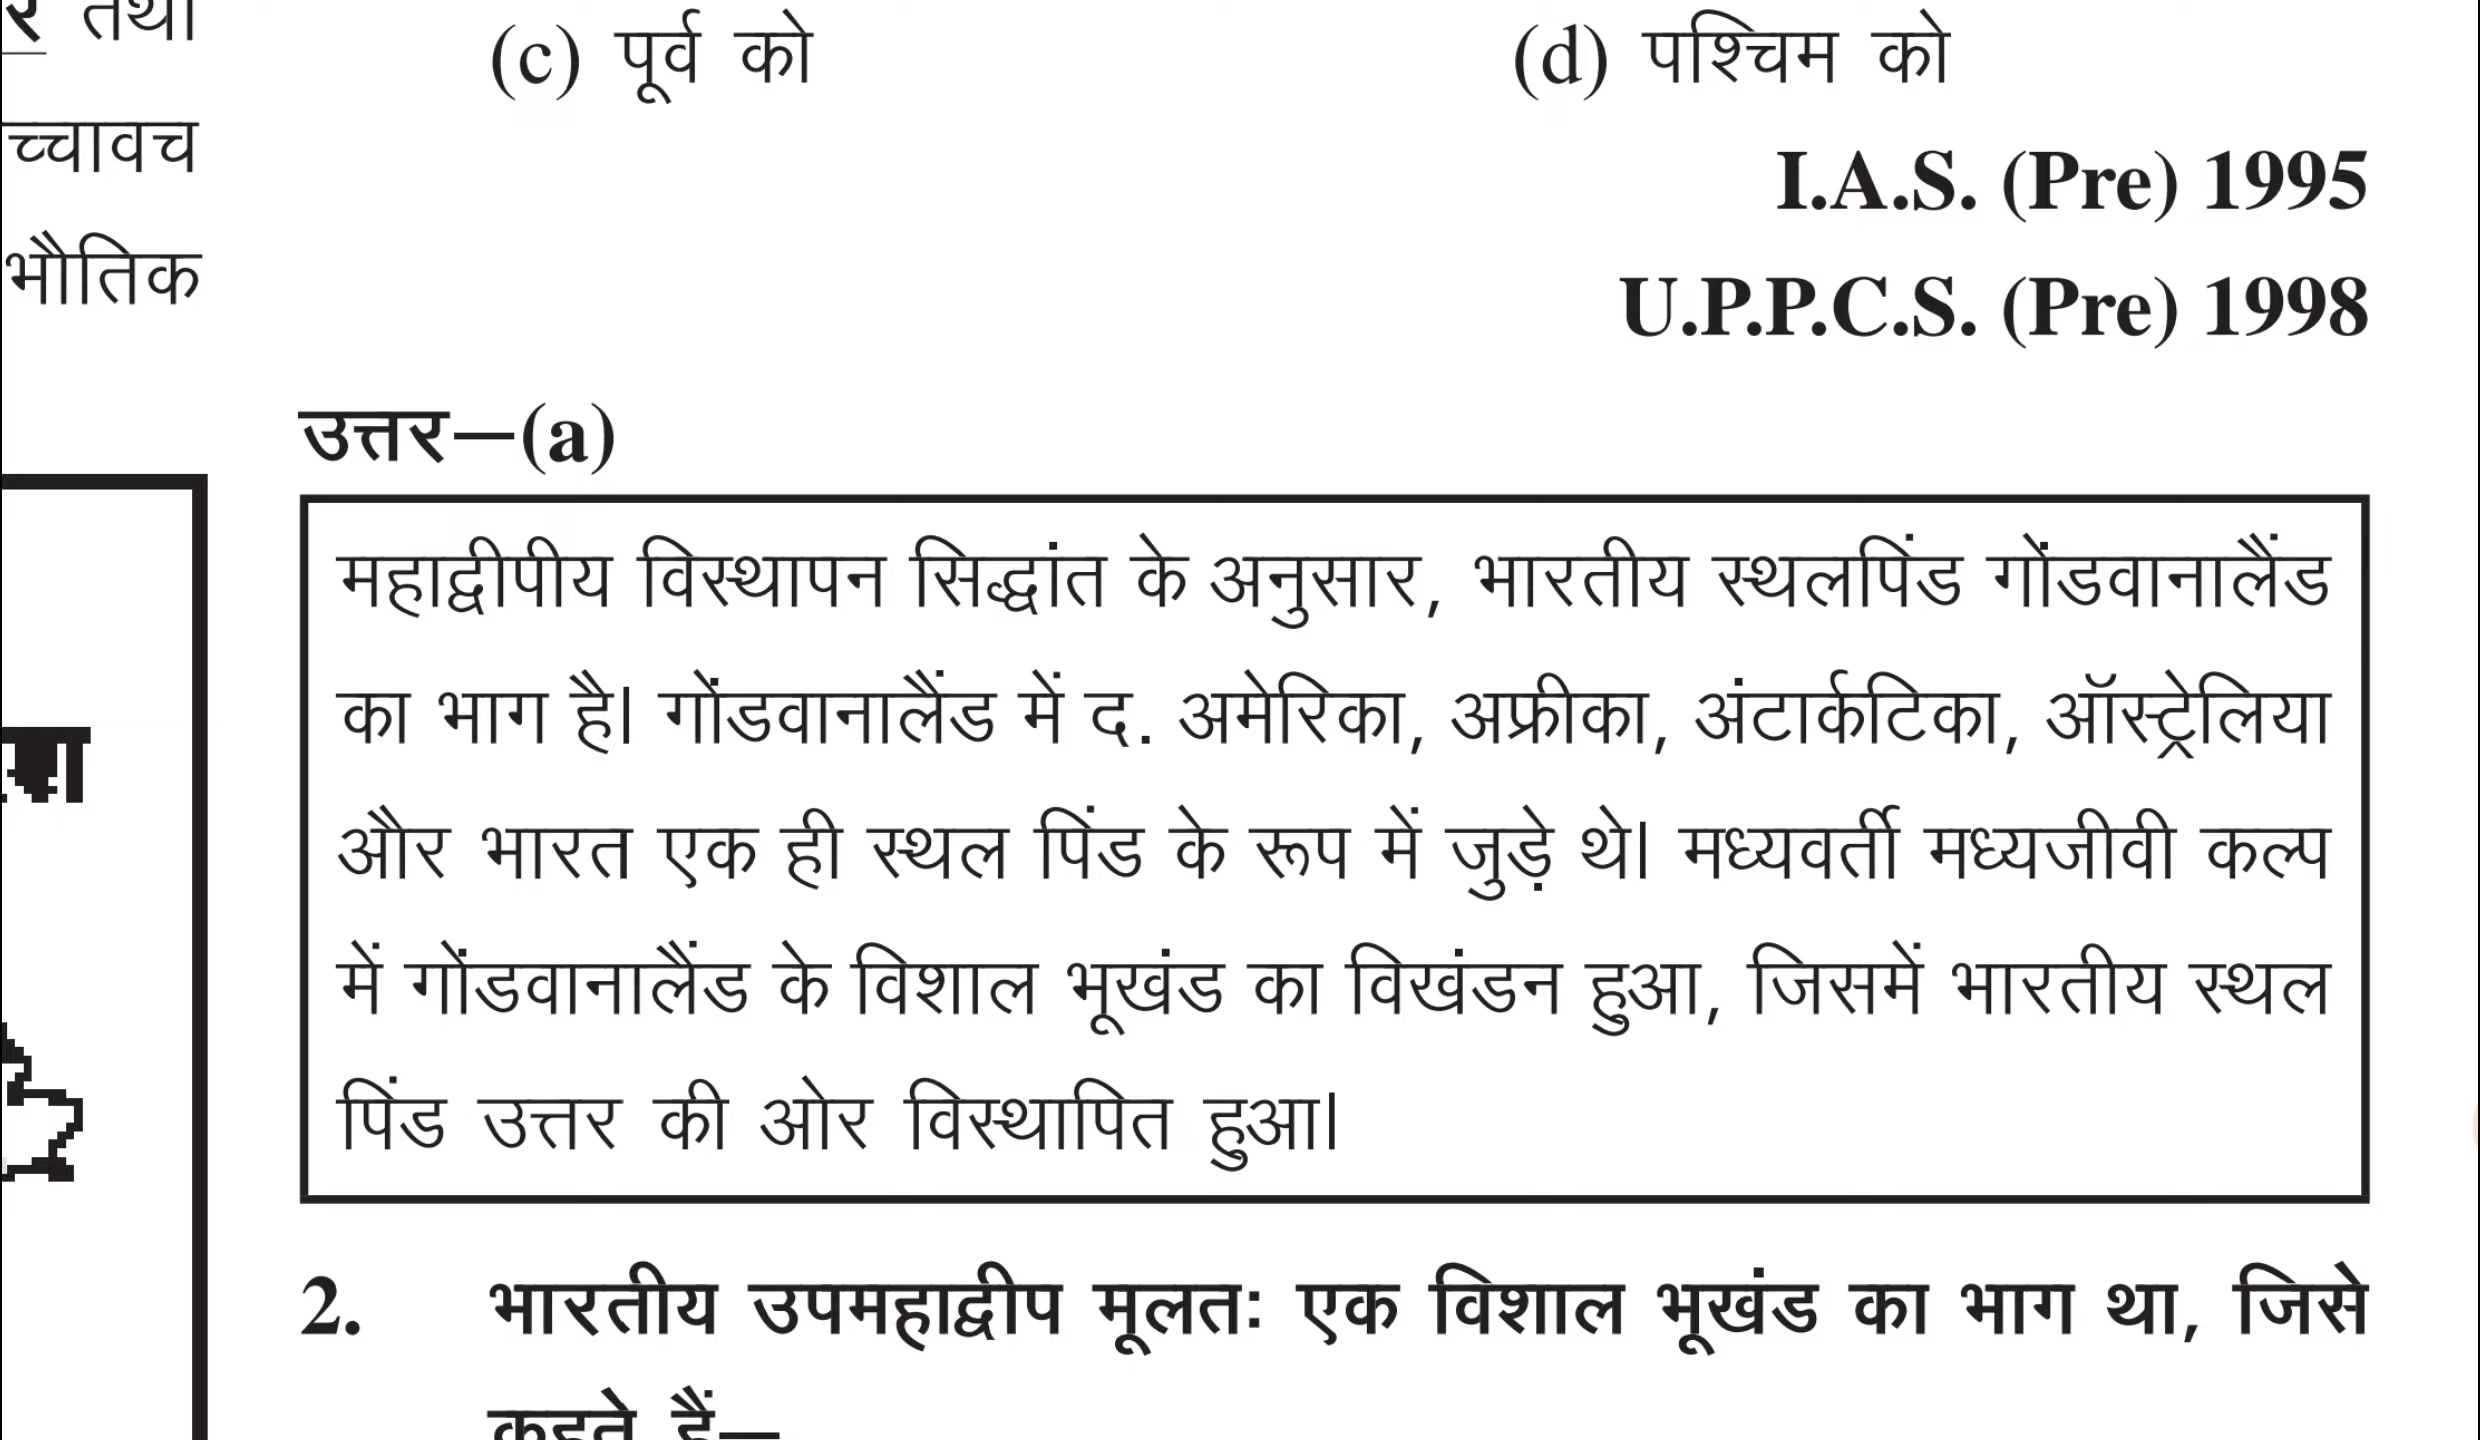 र तथा
च्चावच
भौतिक
(c) पूर्व को (d) पश्चिम को
I.A.S. (Pre) 1995
U.P.P.C.S. (Pre) 1998
उत्तर—(a)
महाद्वीपीय विस्थापन सिद्धांत के अनुसार, भारतीय स्थलपिंड गोंडवानालैंड
का भाग है। गोंडवानालैंड में द. अमेरिका, अफ्रीका, अंटार्कटिका, ऑस्ट्रेलिया
और भारत एक ही स्थल पिंड के रूप में जुड़े थे। मध्यवर्ती मध्यजीवी कल्प
में गोंडवानालैंड के विशाल भूखंड का विखंडन हुआ, जिसमें भारतीय स्थल
पिंड उत्तर की ओर विस्थापित हुआ।
2. भारतीय उपमहाद्वीप मूलतः एक विशाल भूखंड का भाग था, जिसे
कहते हैं—